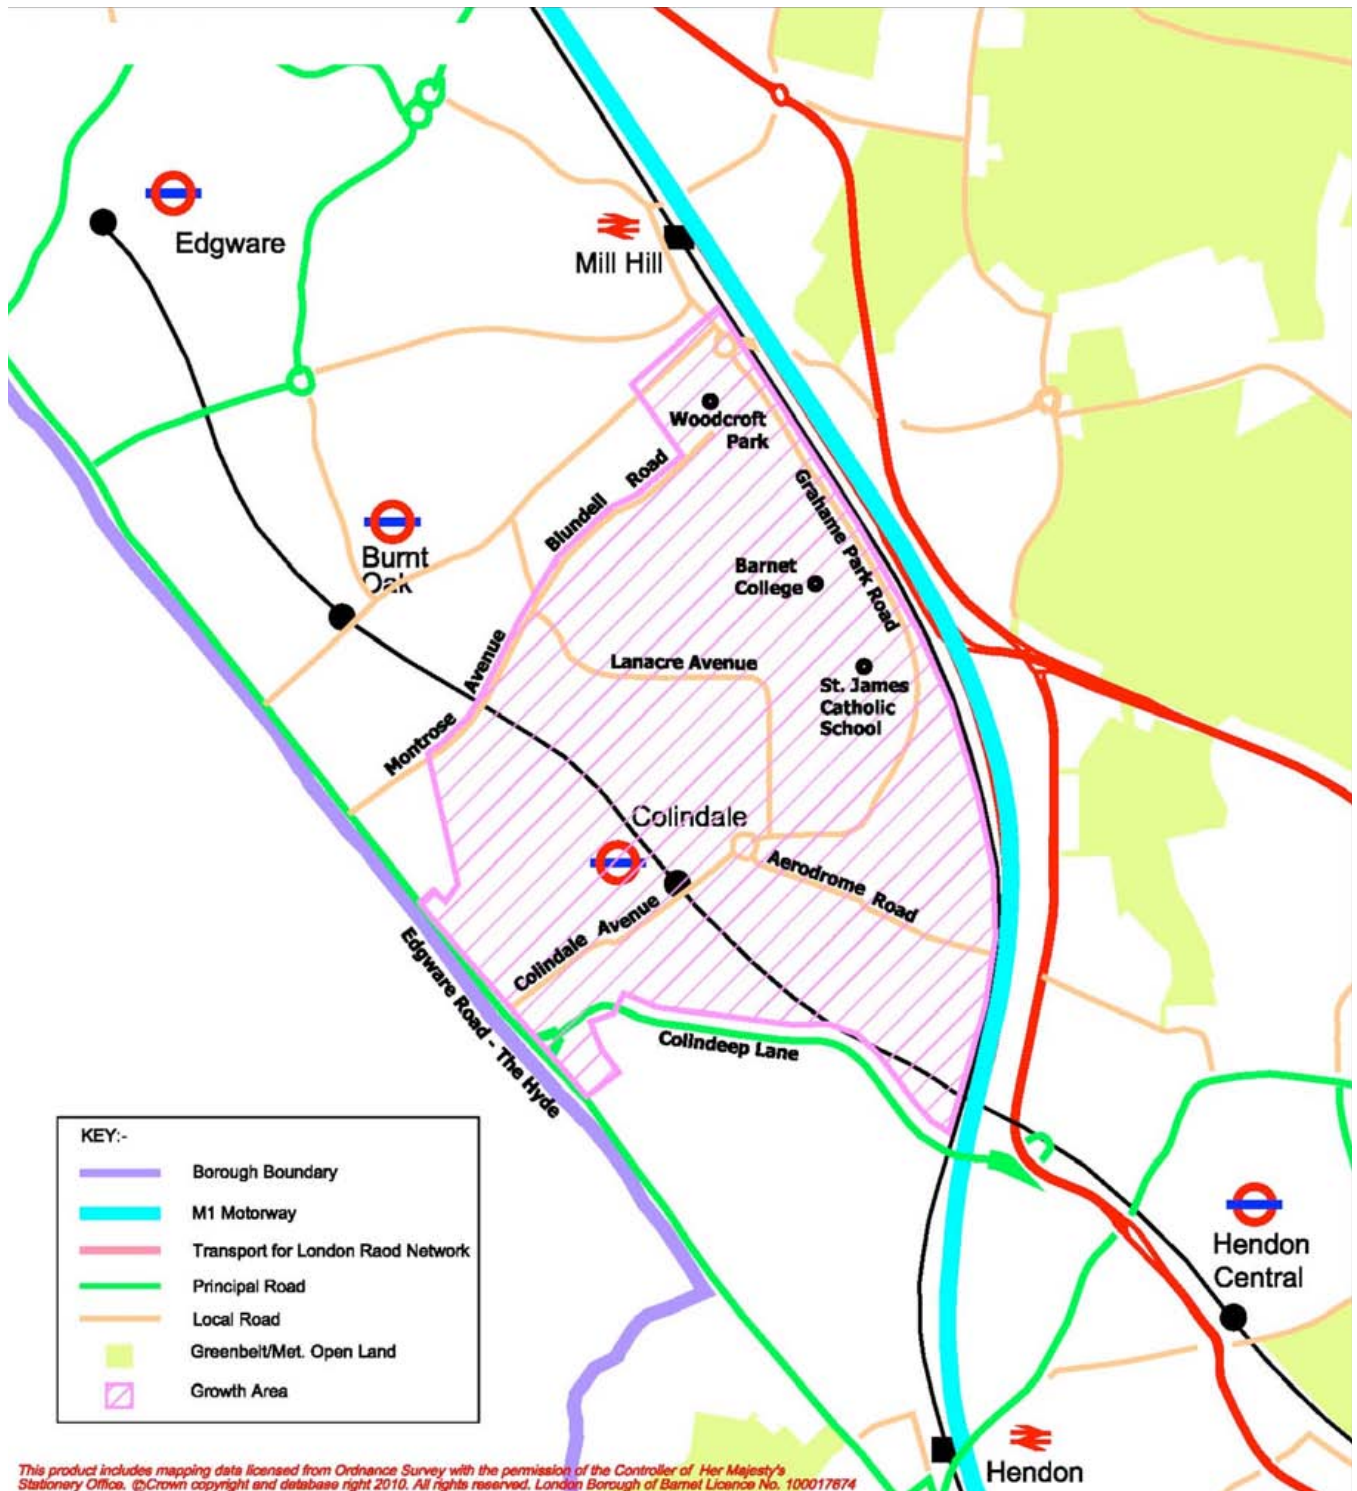 Edgware
Mill Hill
Woodcroft
Park
Blundell Road
Grahame Park Road
Burnt
Oak
Barnet
College
Montrose Avenue
Lanacre Avenue
St. James
Catholic
School
Colindale
Aerodrome Road
Colindale Avenue
Edgware Road - The Hyde
Colindeep Lane
KEY:-
Borough Boundary
M1 Motorway
Transport for London Raod Network
Principal Road
Local Road
Greenbelt/Met. Open Land
Growth Area
Hendon
Central
Hendon
This product includes mapping data licensed from Ordnance Survey with the permission of the Controller of Her Majesty's
Stationery Office. ©Crown copyright and database right 2010. All rights reserved. London Borough of Barnet Licence No. 100017674